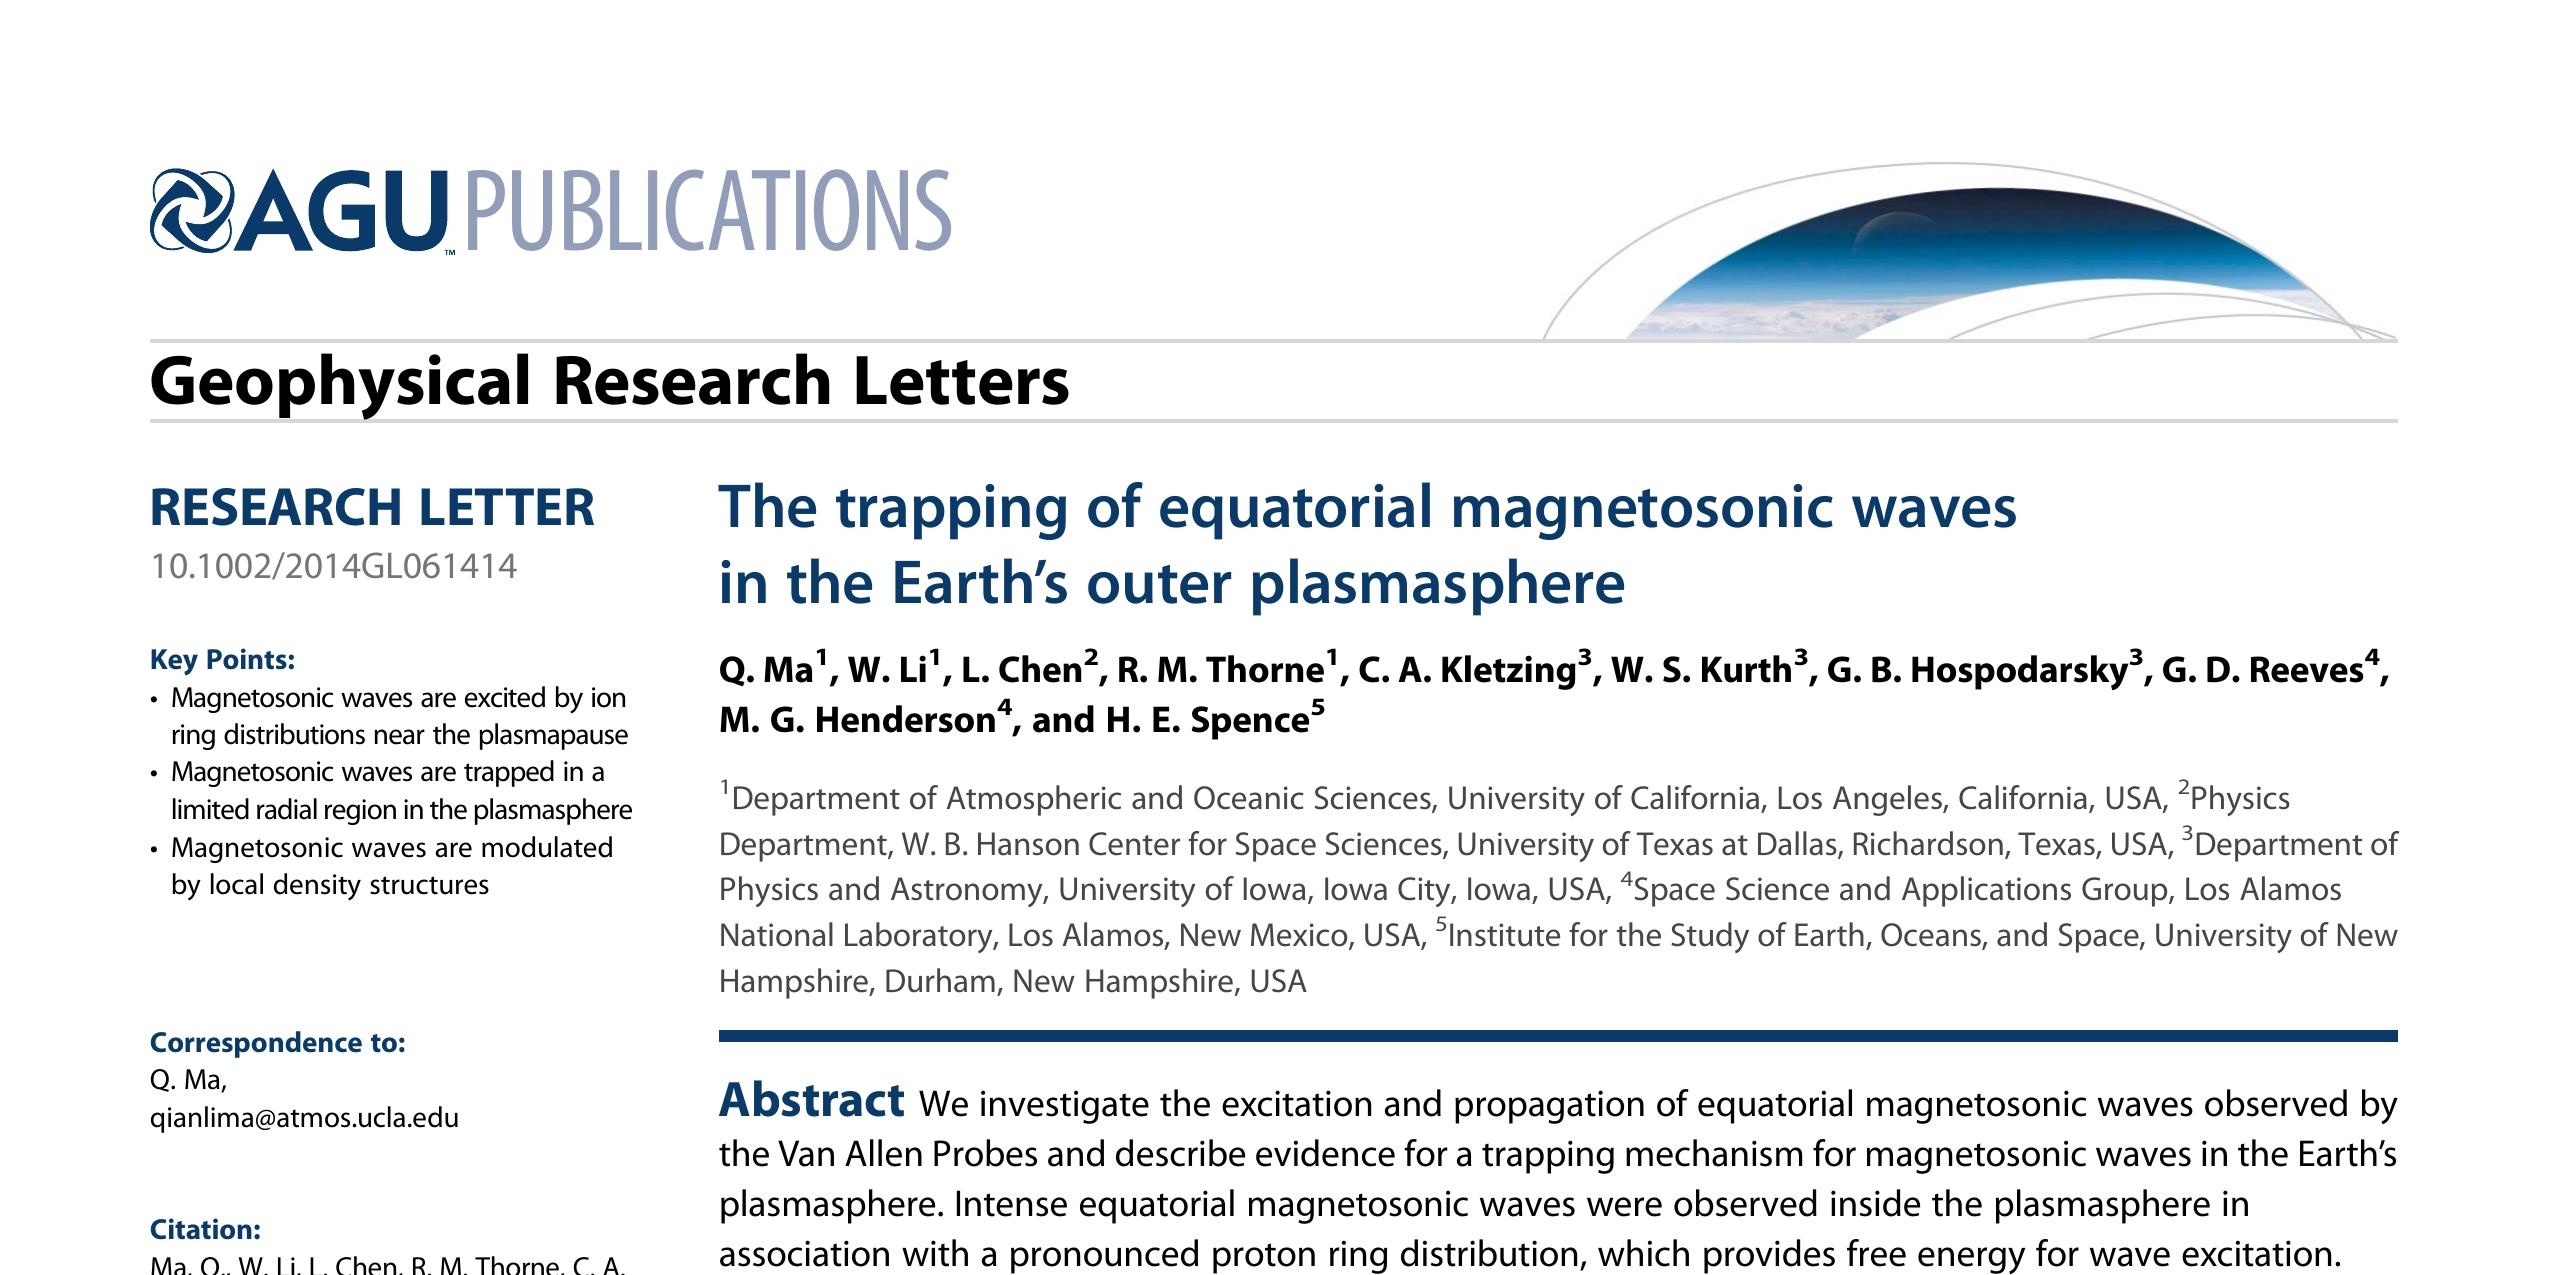 AGU™ PUBLICATIONS
Geophysical Research Letters
RESEARCH LETTER
10.1002/2014GL061414
Key Points:
• Magnetosonic waves are excited by ion
ring distributions near the plasmapause
• Magnetosonic waves are trapped in a
limited radial region in the plasmasphere
• Magnetosonic waves are modulated
by local density structures
Correspondence to:
Q. Ma,
qianlima@atmos.ucla.edu
Citation:
Ma, Q., W. Li, L. Chen, R. M. Thorne, C. A.
The trapping of equatorial magnetosonic waves
in the Earth’s outer plasmasphere
Q. Ma¹, W. Li¹, L. Chen², R. M. Thorne¹, C. A. Kletzing³, W. S. Kurth³, G. B. Hospodarsky³, G. D. Reeves⁴,
M. G. Henderson⁴, and H. E. Spence⁵
¹Department of Atmospheric and Oceanic Sciences, University of California, Los Angeles, California, USA, ²Physics
Department, W. B. Hanson Center for Space Sciences, University of Texas at Dallas, Richardson, Texas, USA, ³Department of
Physics and Astronomy, University of Iowa, Iowa City, Iowa, USA, ⁴Space Science and Applications Group, Los Alamos
National Laboratory, Los Alamos, New Mexico, USA, ⁵Institute for the Study of Earth, Oceans, and Space, University of New
Hampshire, Durham, New Hampshire, USA
Abstract We investigate the excitation and propagation of equatorial magnetosonic waves observed by
the Van Allen Probes and describe evidence for a trapping mechanism for magnetosonic waves in the Earth’s
plasmasphere. Intense equatorial magnetosonic waves were observed inside the plasmasphere in
association with a pronounced proton ring distribution, which provides free energy for wave excitation.